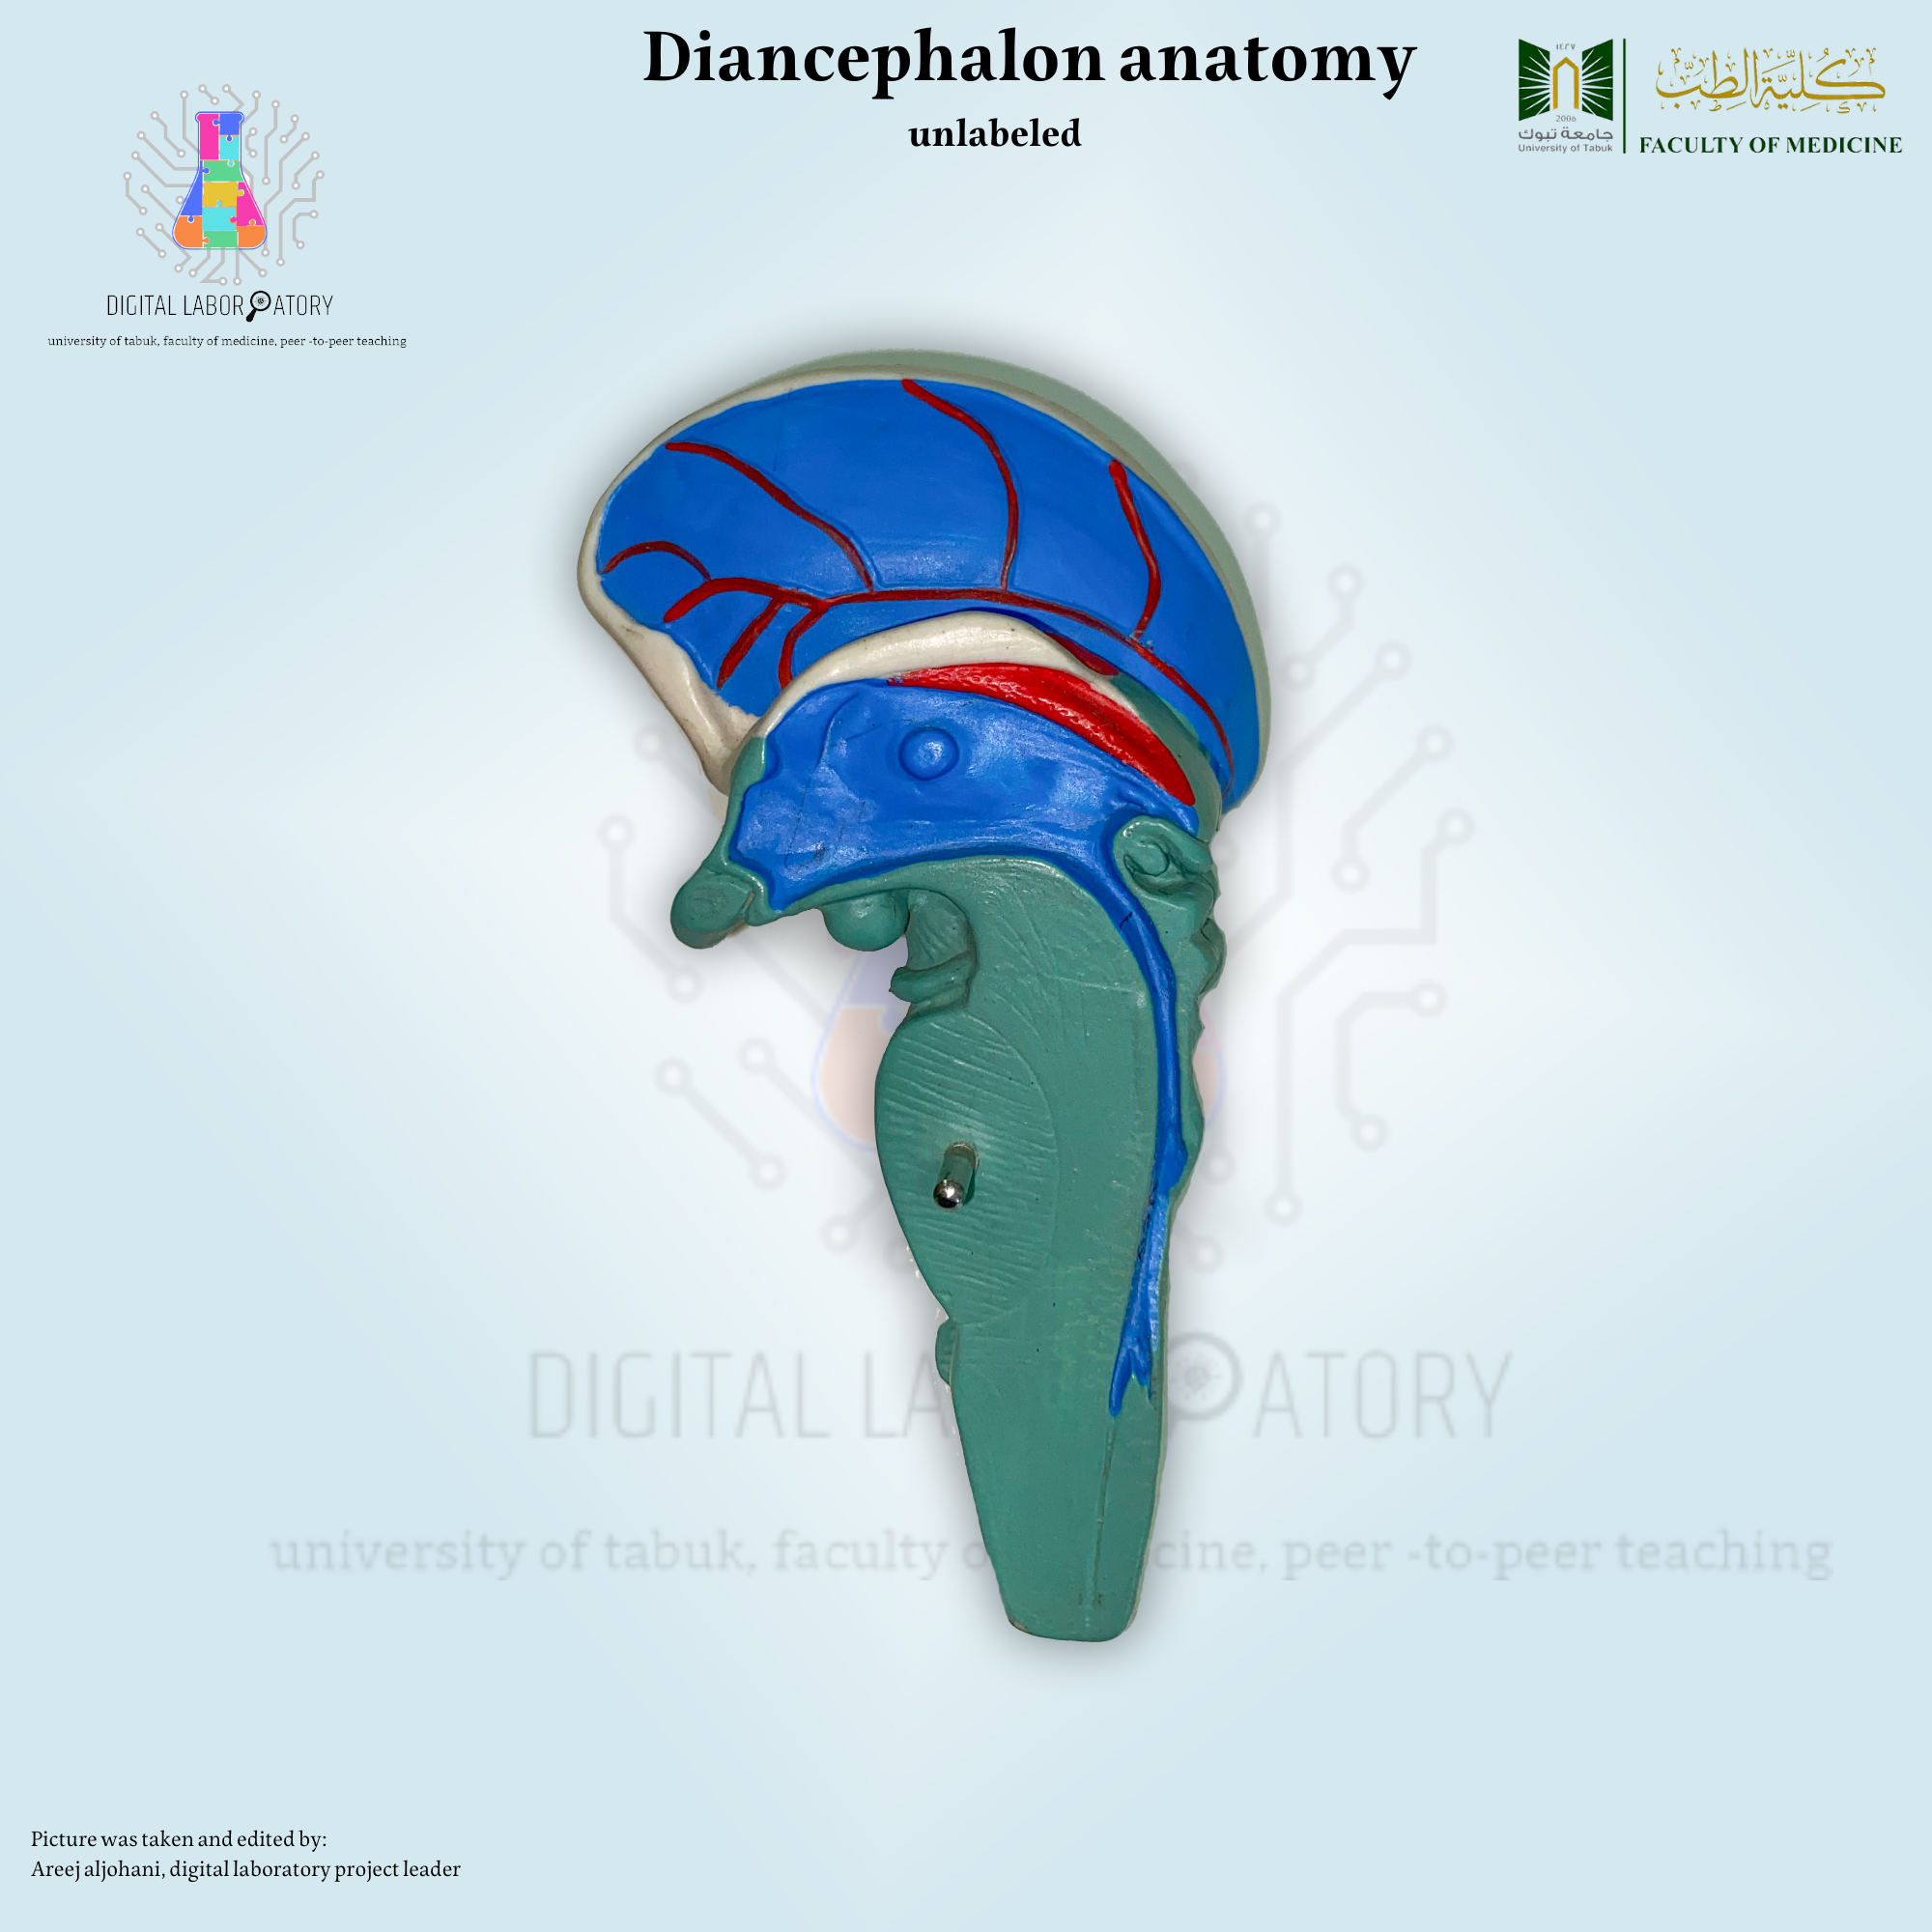 Diancephalon anatomy
unlabeled
DIGITAL LABORATORY
university of tabuk, faculty of medicine, peer -to-peer teaching
١٤٢٧
2006
جامعة تبوك
University of Tabuk
كلية الطب
FACULTY OF MEDICINE
DIGITAL LA ATORY
university of tabuk, faculty o icine, peer -to-peer teaching
Picture was taken and edited by:
Areej aljohani, digital laboratory project leader